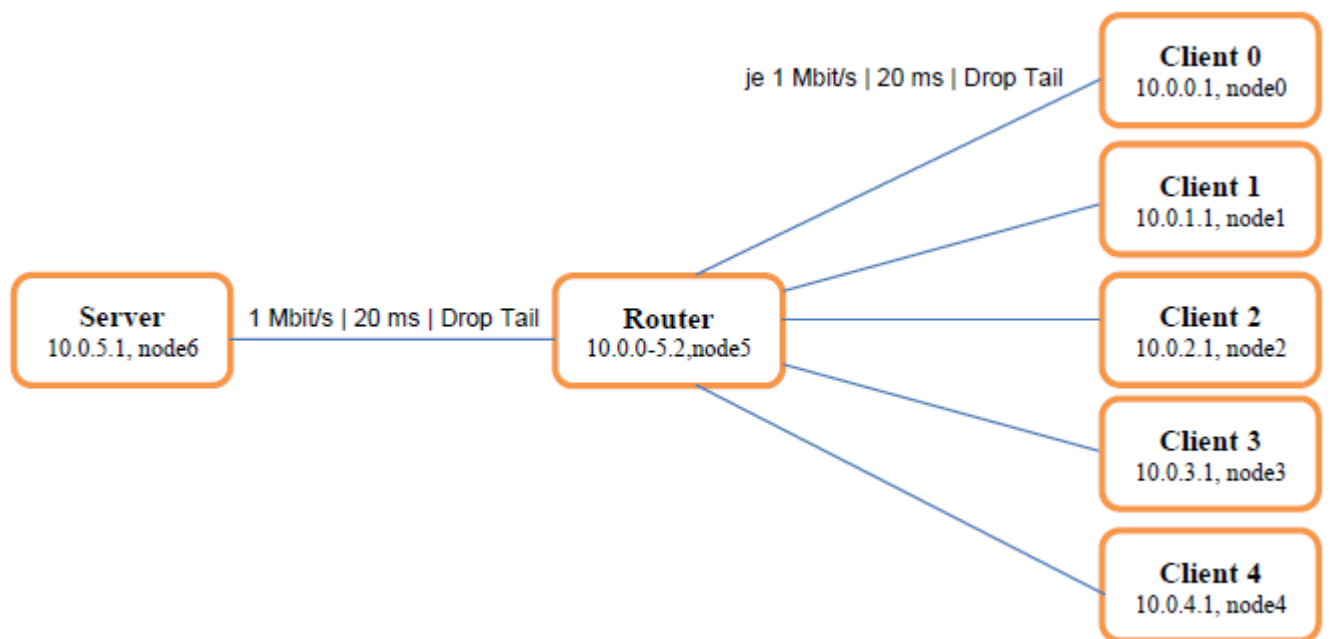 je 1 Mbit/s | 20 ms | Drop Tail
Client 0
10.0.0.1, node0
Client 1
10.0.1.1, node1
Server
10.0.5.1, node6
1 Mbit/s | 20 ms | Drop Tail
Router
10.0.0-5.2,node5
Client 2
10.0.2.1, node2
Client 3
10.0.3.1, node3
Client 4
10.0.4.1, node4